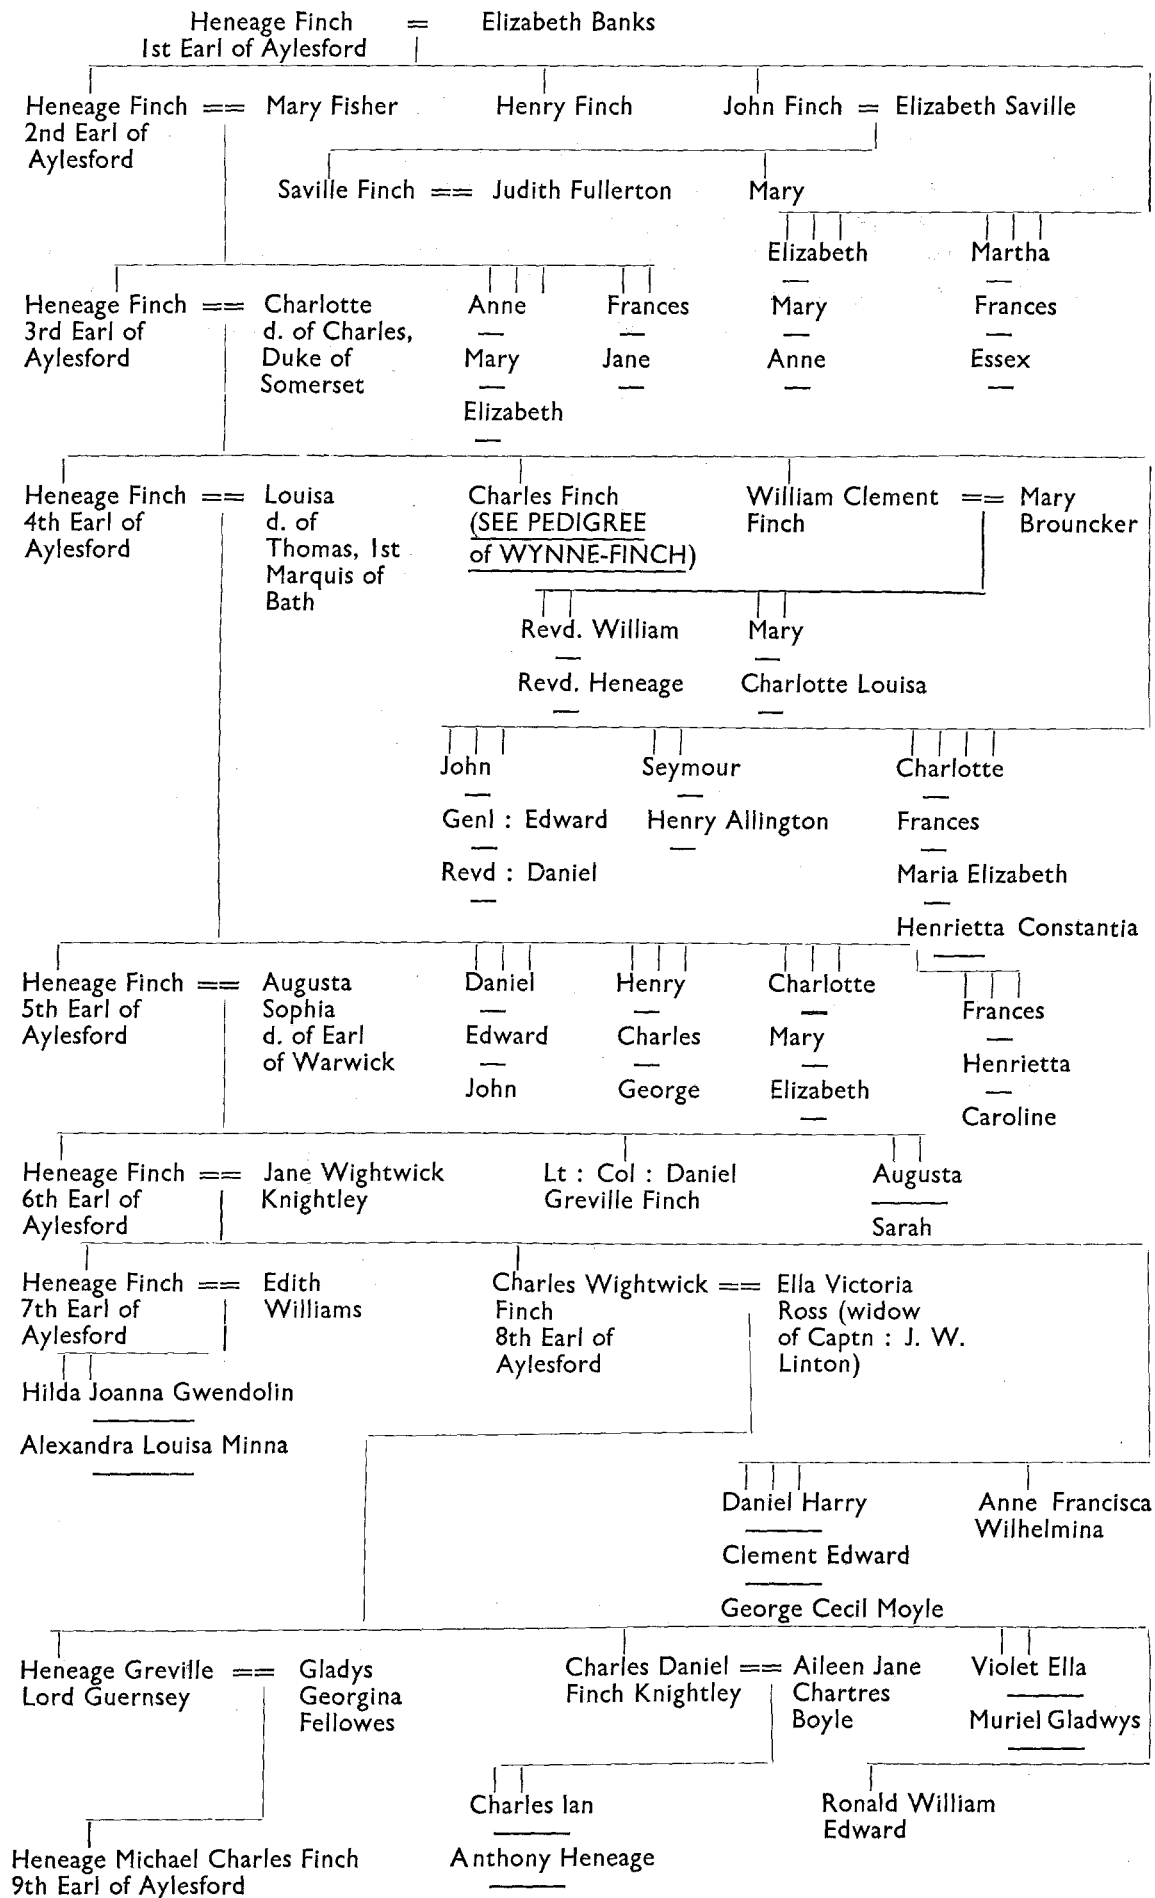 Heneage Finch = Elizabeth Banks
1st Earl of Aylesford
Heneage Finch == Mary Fisher
2nd Earl of
Aylesford
Henry Finch
John Finch = Elizabeth Saville
Saville Finch == Judith Fullerton
Mary
Elizabeth
Mary
Anne
Martha
Frances
Essex
Heneage Finch == Charlotte
3rd Earl of d. of Charles,
Aylesford Duke of
Somerset
Anne
Mary
Elizabeth
Frances
Jane
Heneage Finch == Louisa
4th Earl of d. of
Aylesford Thomas, 1st
Marquis of
Bath
Charles Finch
(SEE PEDIGREE
of WYNNE-FINCH)
William Clement == Mary
Finch Brouncker
Revd. William
Revd. Heneage
Mary
Charlotte Louisa
John
Genl : Edward
Revd : Daniel
Seymour
Henry Allington
Charlotte
Frances
Maria Elizabeth
Henrietta Constantia
Heneage Finch == Augusta
5th Earl of Sophia
Aylesford d. of Earl
of Warwick
Daniel
Edward
John
Henry
Charles
George
Charlotte
Mary
Elizabeth
Frances
Henrietta
Caroline
Heneage Finch == Jane Wightwick
6th Earl of Knightley
Aylesford
Lt : Col : Daniel
Greville Finch
Augusta
Sarah
Heneage Finch == Edith
7th Earl of Williams
Aylesford
Charles Wightwick == Ella Victoria
Finch Ross (widow
8th Earl of of Captn : J. W.
Aylesford Linton)
Hilda Joanna Gwendolin
Alexandra Louisa Minna
Daniel Harry
Clement Edward
George Cecil Moyle
Anne Francisca
Wilhelmina
Heneage Greville == Gladys
Lord Guernsey Georgina
Fellowes
Charles Daniel == Aileen Jane
Finch Knightley Chartres
Boyle
Violet Ella
Muriel Gladwys
Charles Ian
Anthony Heneage
Ronald William
Edward
Heneage Michael Charles Finch
9th Earl of Aylesford